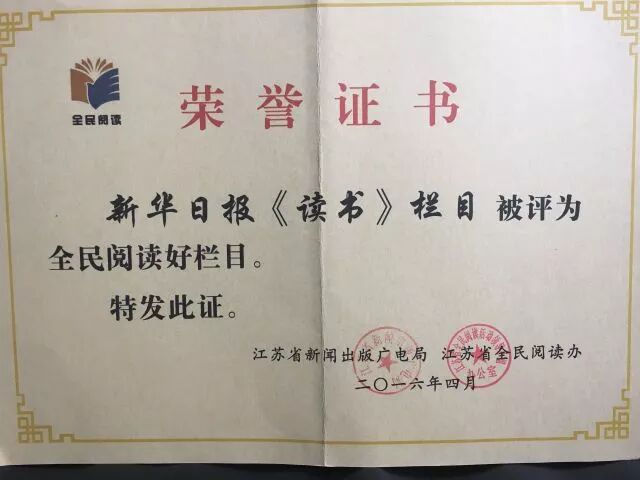 全民阅读
荣誉证书
新华日报《读书》栏目 被评为
全民阅读好栏目。
特发此证。
江苏省新闻出版广电局 江苏省全民阅读办
二〇一六年四月